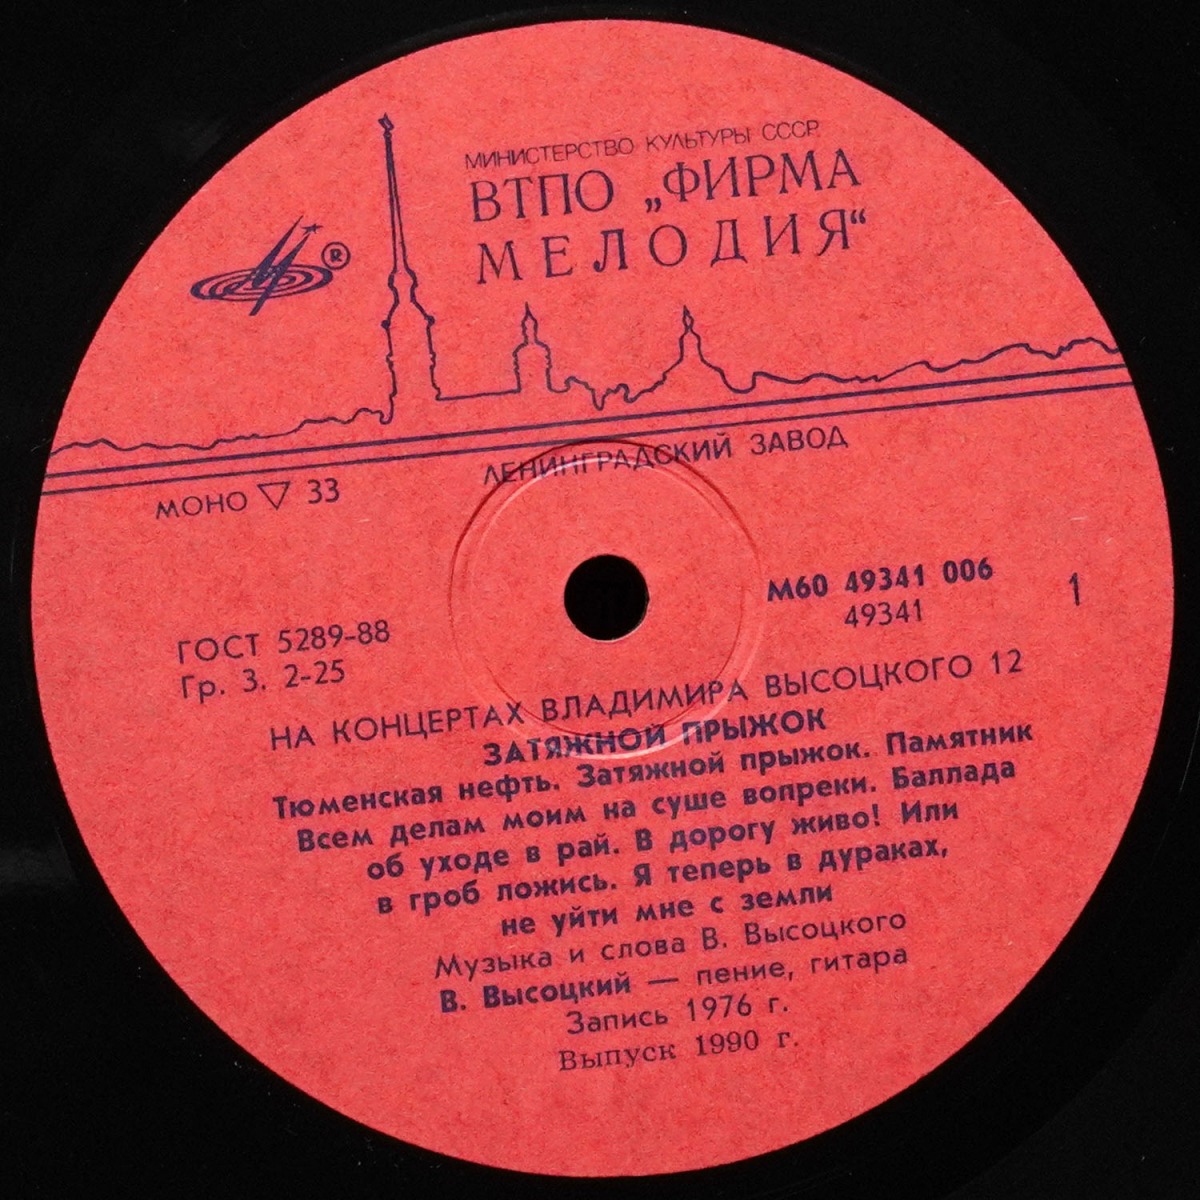 МИНИСТЕРСТВО КУЛЬТУРЫ СССР
ВТПО „ФИРМА
МЕЛОДИЯ“
®
ЛЕНИНГРАДСКИЙ ЗАВОД
МОНО ▽ 33
М60 49341 006
49341
1
ГОСТ 5289-88
Гр. 3. 2-25
НА КОНЦЕРТАХ ВЛАДИМИРА ВЫСОЦКОГО 12
ЗАТЯЖНОЙ ПРЫЖОК
Тюменская нефть. Затяжной прыжок. Памятник
Всем делам моим на суше вопреки. Баллада
об уходе в рай. В дорогу живо! Или
в гроб ложись. Я теперь в дураках,
не уйти мне с земли
Музыка и слова В. Высоцкого
В. Высоцкий — пение, гитара
Запись 1976 г.
Выпуск 1990 г.